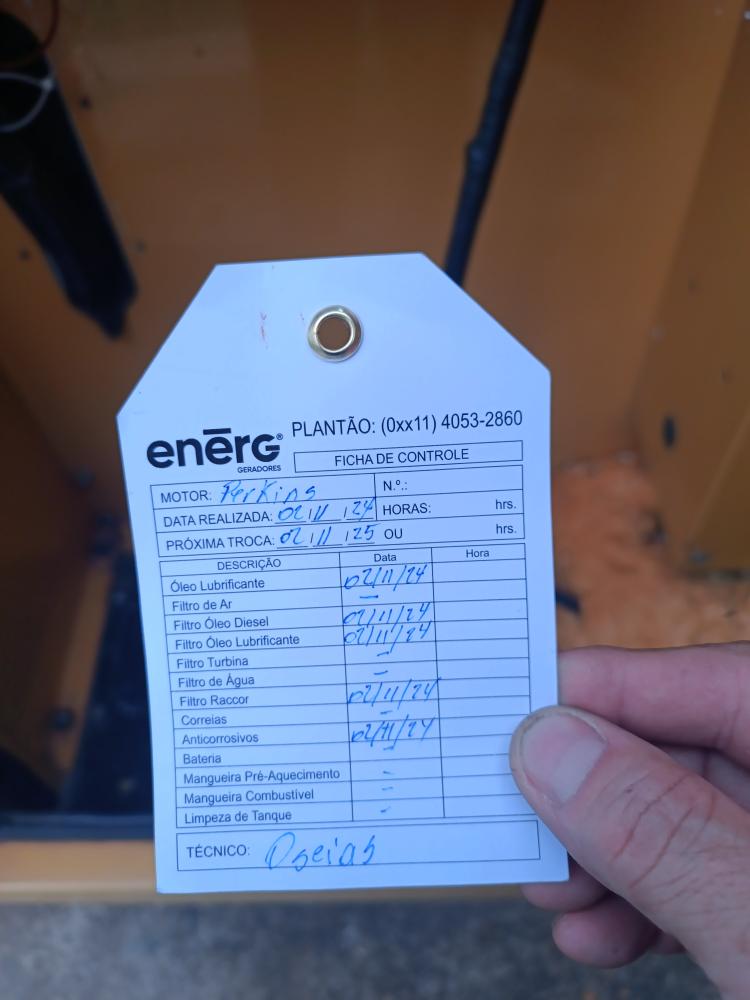 enērg®
GERADORES
PLANTÃO: (0xx11) 4053-2860
FICHA DE CONTROLE
MOTOR: Perkins Nº.:
DATA REALIZADA: 02/11/24 HORAS: hrs.
PRÓXIMA TROCA: 02/11/25 OU hrs.
DESCRIÇÃO Data Hora
Óleo Lubrificante 02/11/24
Filtro de Ar –
Filtro Óleo Diesel 02/11/24
Filtro Óleo Lubrificante 02/11/24
Filtro Turbina –
Filtro de Água –
Filtro Raccor 02/11/24
Correias –
Anticorrosivos 02/11/24
Bateria –
Mangueira Pré-Aquecimento –
Mangueira Combustível –
Limpeza de Tanque –
TÉCNICO: Oseias